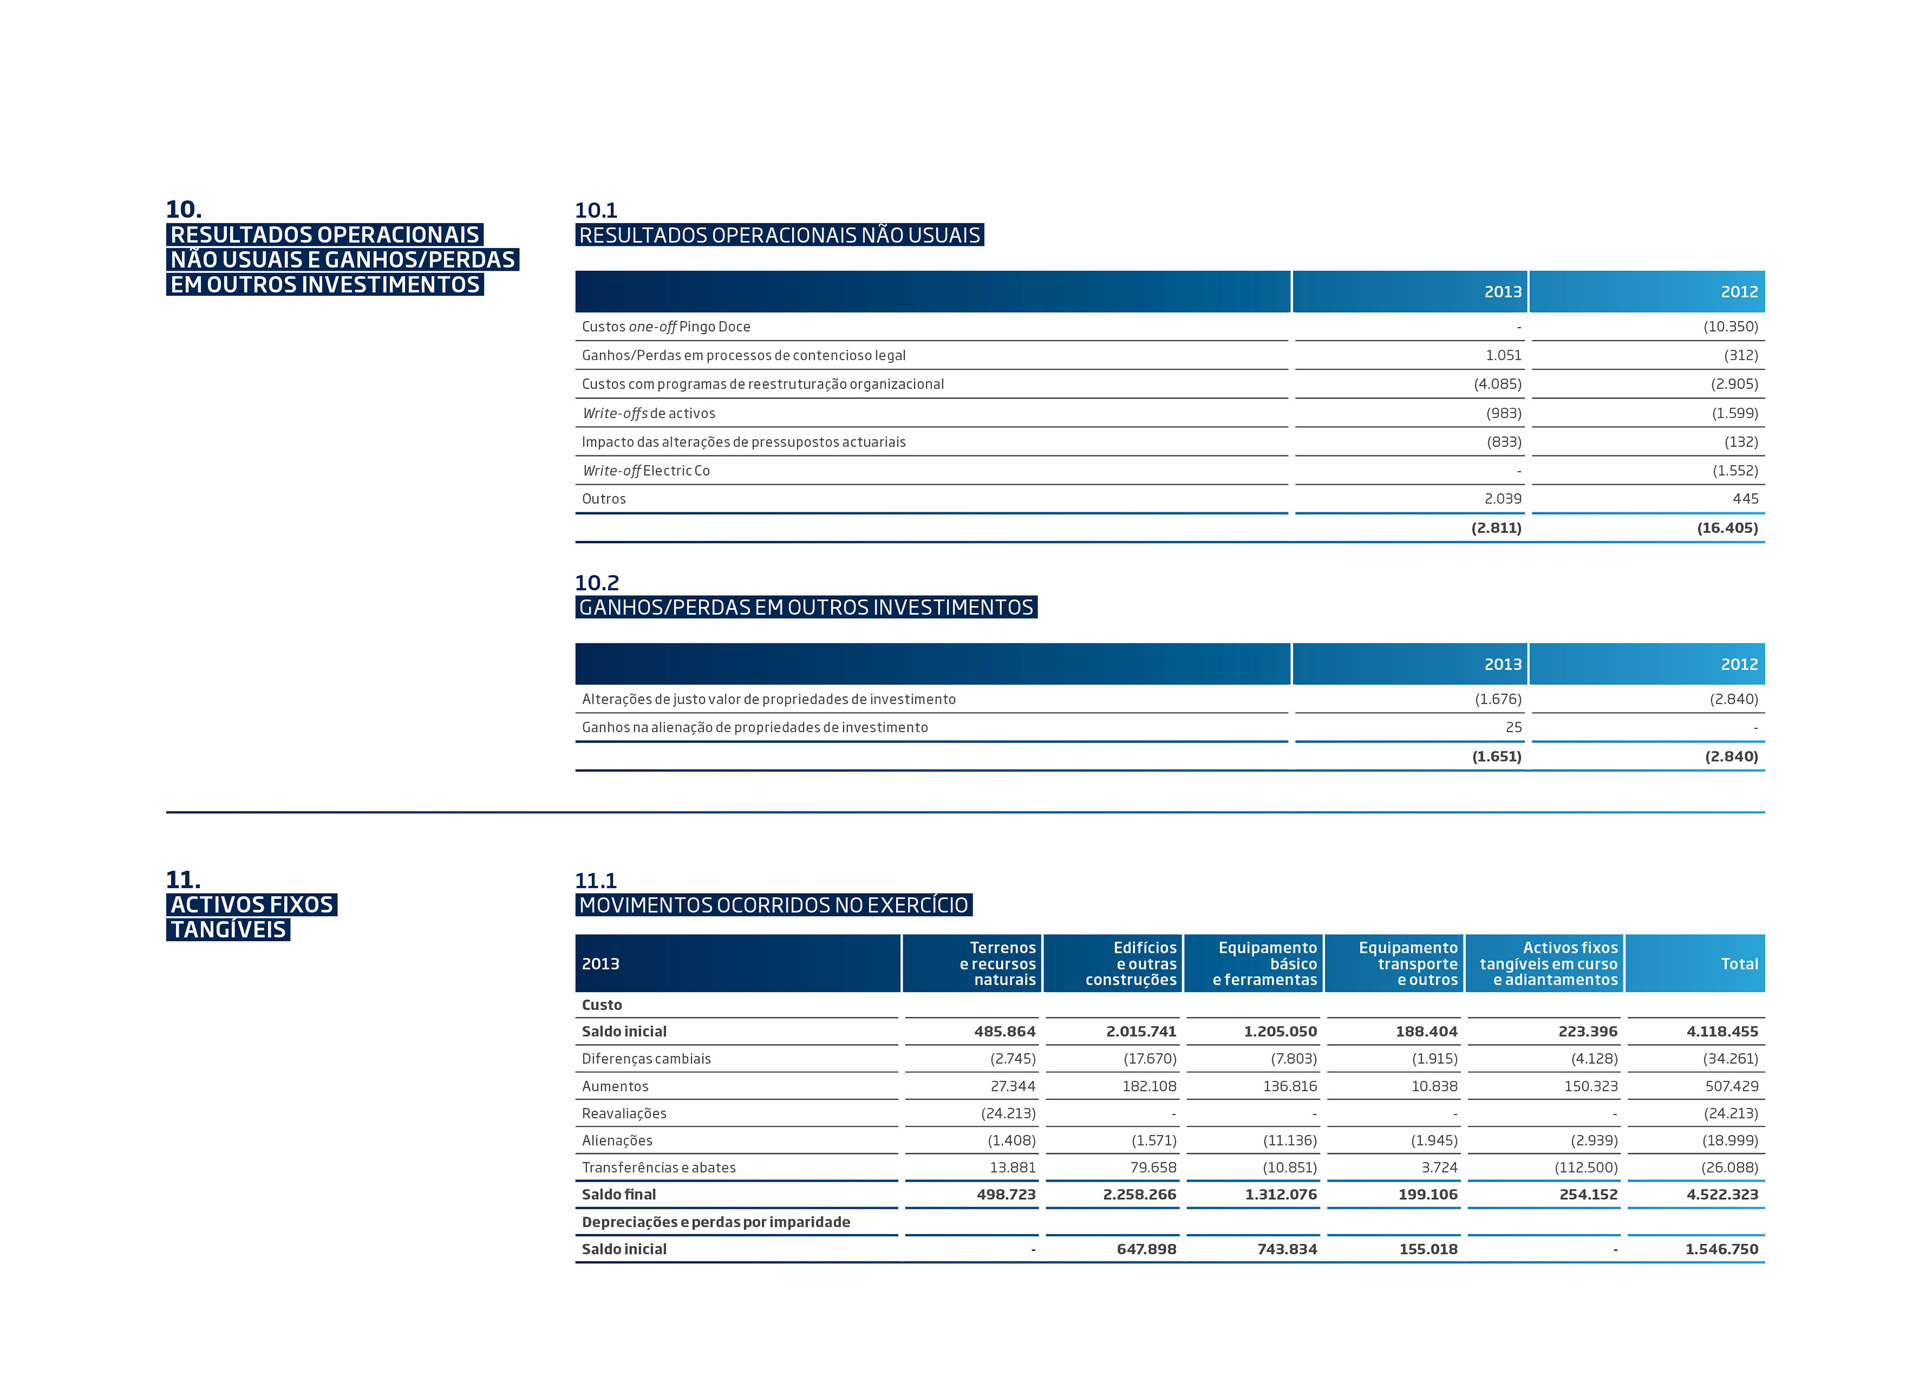 10.
RESULTADOS OPERACIONAIS
NÃO USUAIS E GANHOS/PERDAS
EM OUTROS INVESTIMENTOS
10.1
RESULTADOS OPERACIONAIS NÃO USUAIS
2013 2012
Custos one-off Pingo Doce - (10.350)
Ganhos/Perdas em processos de contencioso legal 1.051 (312)
Custos com programas de reestruturação organizacional (4.085) (2.905)
Write-offs de activos (983) (1.599)
Impacto das alterações de pressupostos actuariais (833) (132)
Write-off Electric Co - (1.552)
Outros 2.039 445
(2.811) (16.405)
10.2
GANHOS/PERDAS EM OUTROS INVESTIMENTOS
2013 2012
Alterações de justo valor de propriedades de investimento (1.676) (2.840)
Ganhos na alienação de propriedades de investimento 25 -
(1.651) (2.840)
11.
ACTIVOS FIXOS
TANGÍVEIS
11.1
MOVIMENTOS OCORRIDOS NO EXERCÍCIO
Terrenos Edifícios Equipamento Equipamento Activos fixos
2013 e recursos e outras básico transporte tangíveis em curso Total
naturais construções e ferramentas e outros e adiantamentos
Custo
Saldo inicial 485.864 2.015.741 1.205.050 188.404 223.396 4.118.455
Diferenças cambiais (2.745) (17.670) (7.803) (1.915) (4.128) (34.261)
Aumentos 27.344 182.108 136.816 10.838 150.323 507.429
Reavaliações (24.213) - - - - (24.213)
Alienações (1.408) (1.571) (11.136) (1.945) (2.939) (18.999)
Transferências e abates 13.881 79.658 (10.851) 3.724 (112.500) (26.088)
Saldo final 498.723 2.258.266 1.312.076 199.106 254.152 4.522.323
Depreciações e perdas por imparidade
Saldo inicial - 647.898 743.834 155.018 - 1.546.750